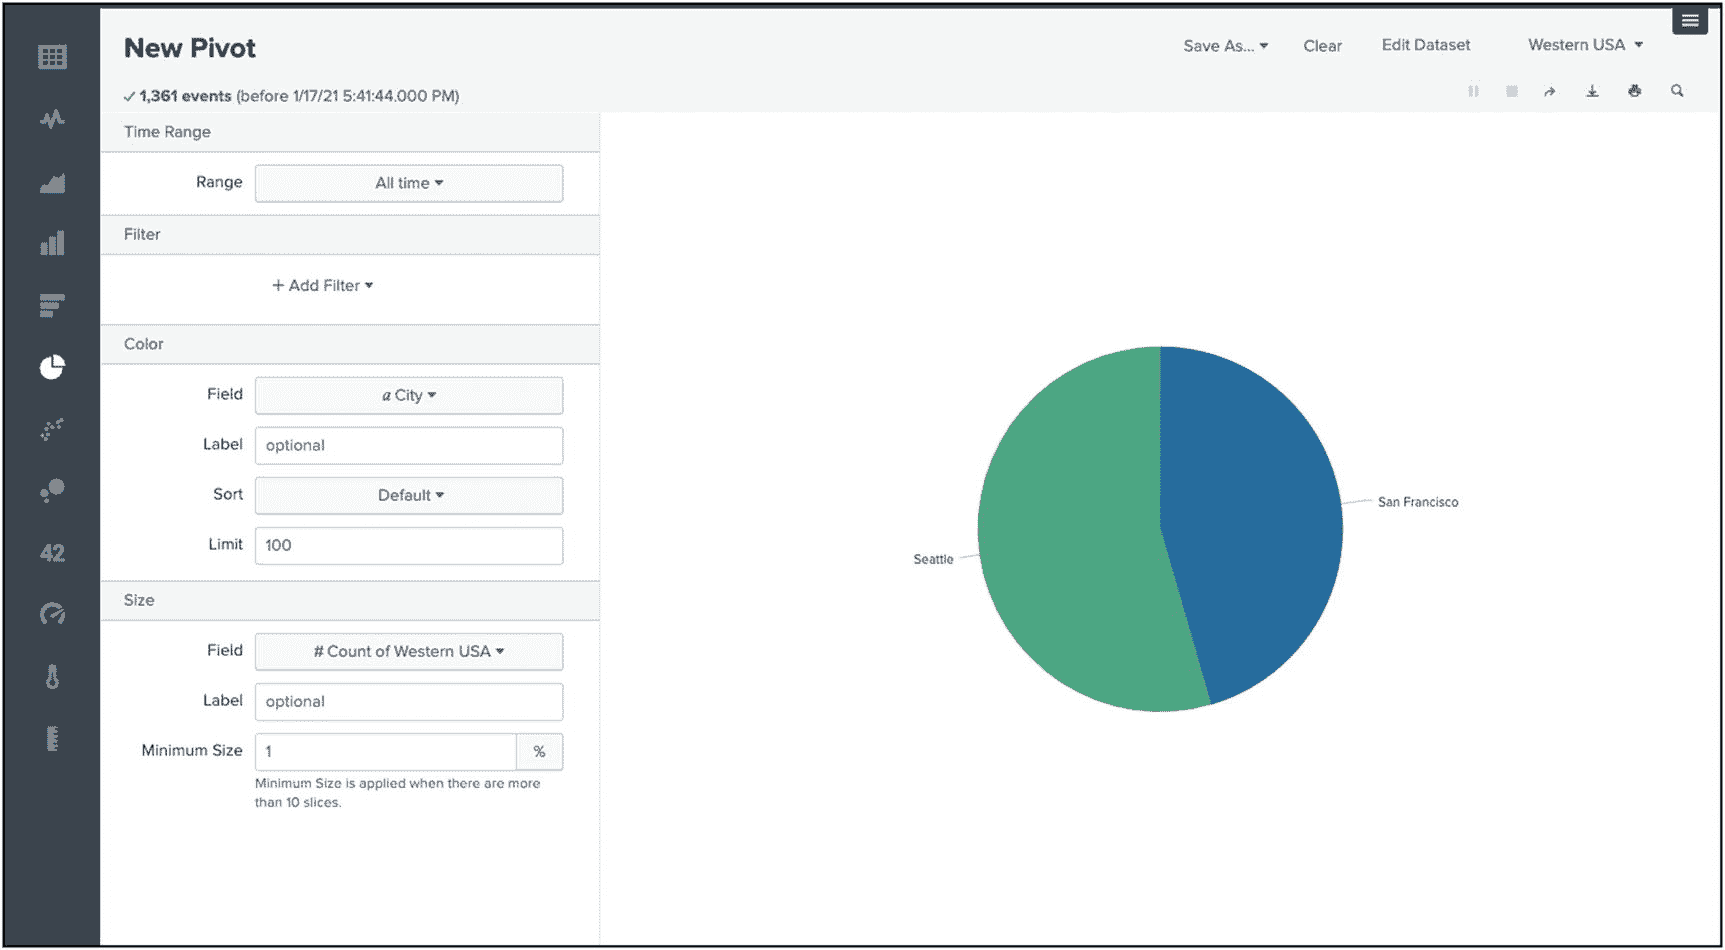 New Pivot
Save As...
Clear
Edit Dataset
Western USA
✓ 1,361 events (before 1/17/21 5:41:44.000 PM)
Time Range
Range
All time
Filter
+ Add Filter
Color
Field
a City
Label
optional
Sort
Default
Limit
100
Size
Field
# Count of Western USA
Label
optional
Minimum Size
1
%
Minimum Size is applied when there are more
than 10 slices.
42
San Francisco
Seattle